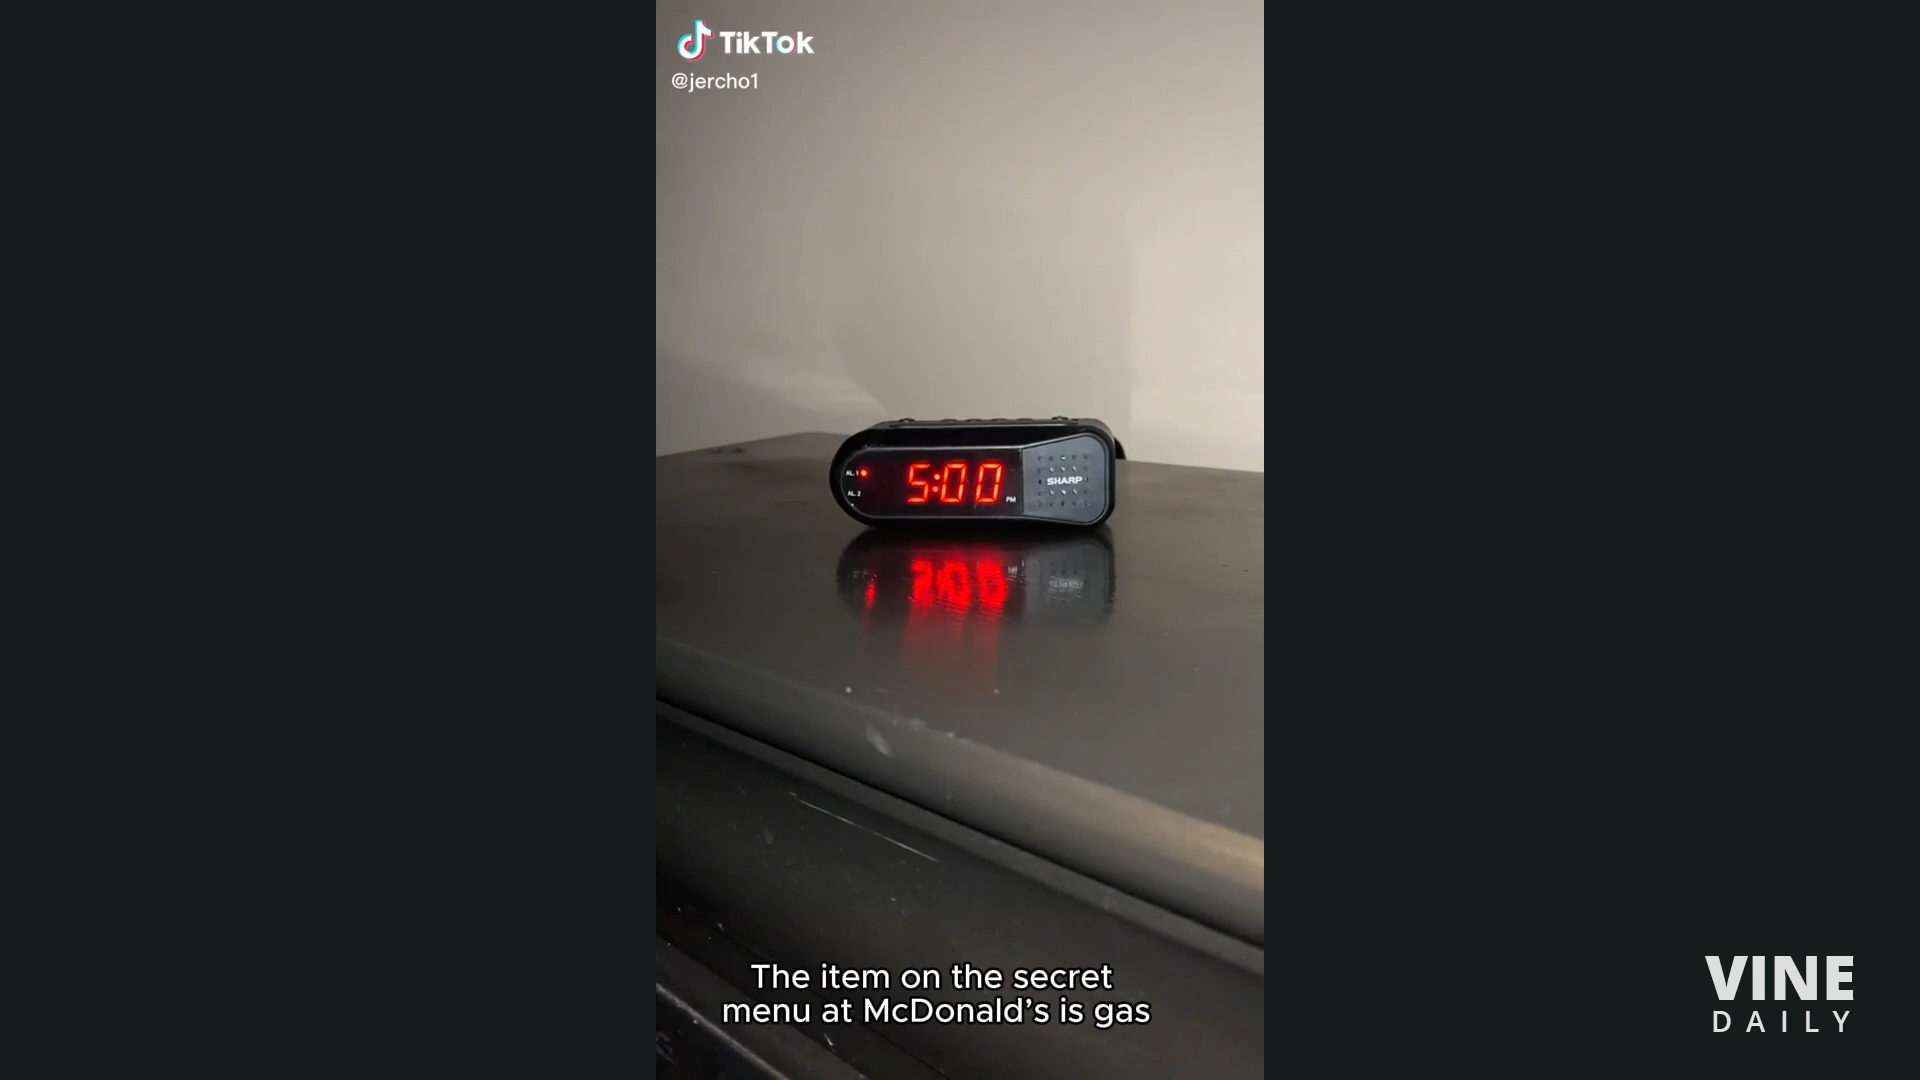 TikTok
@jercho1
AL. 1
AL. 2
5:00
PM
SHARP
The item on the secret
menu at McDonald’s is gas
VINE
DAILY